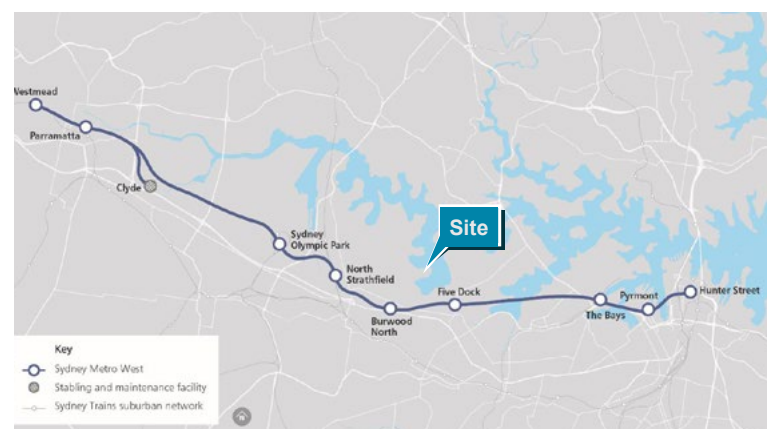 Westmead
Parramatta
Clyde
Sydney
Olympic Park
North
Strathfield
Burwood
North
Five Dock
Site
The Bays
Pyrmont
Hunter Street
Key
Sydney Metro West
Stabling and maintenance facility
Sydney Trains suburban network